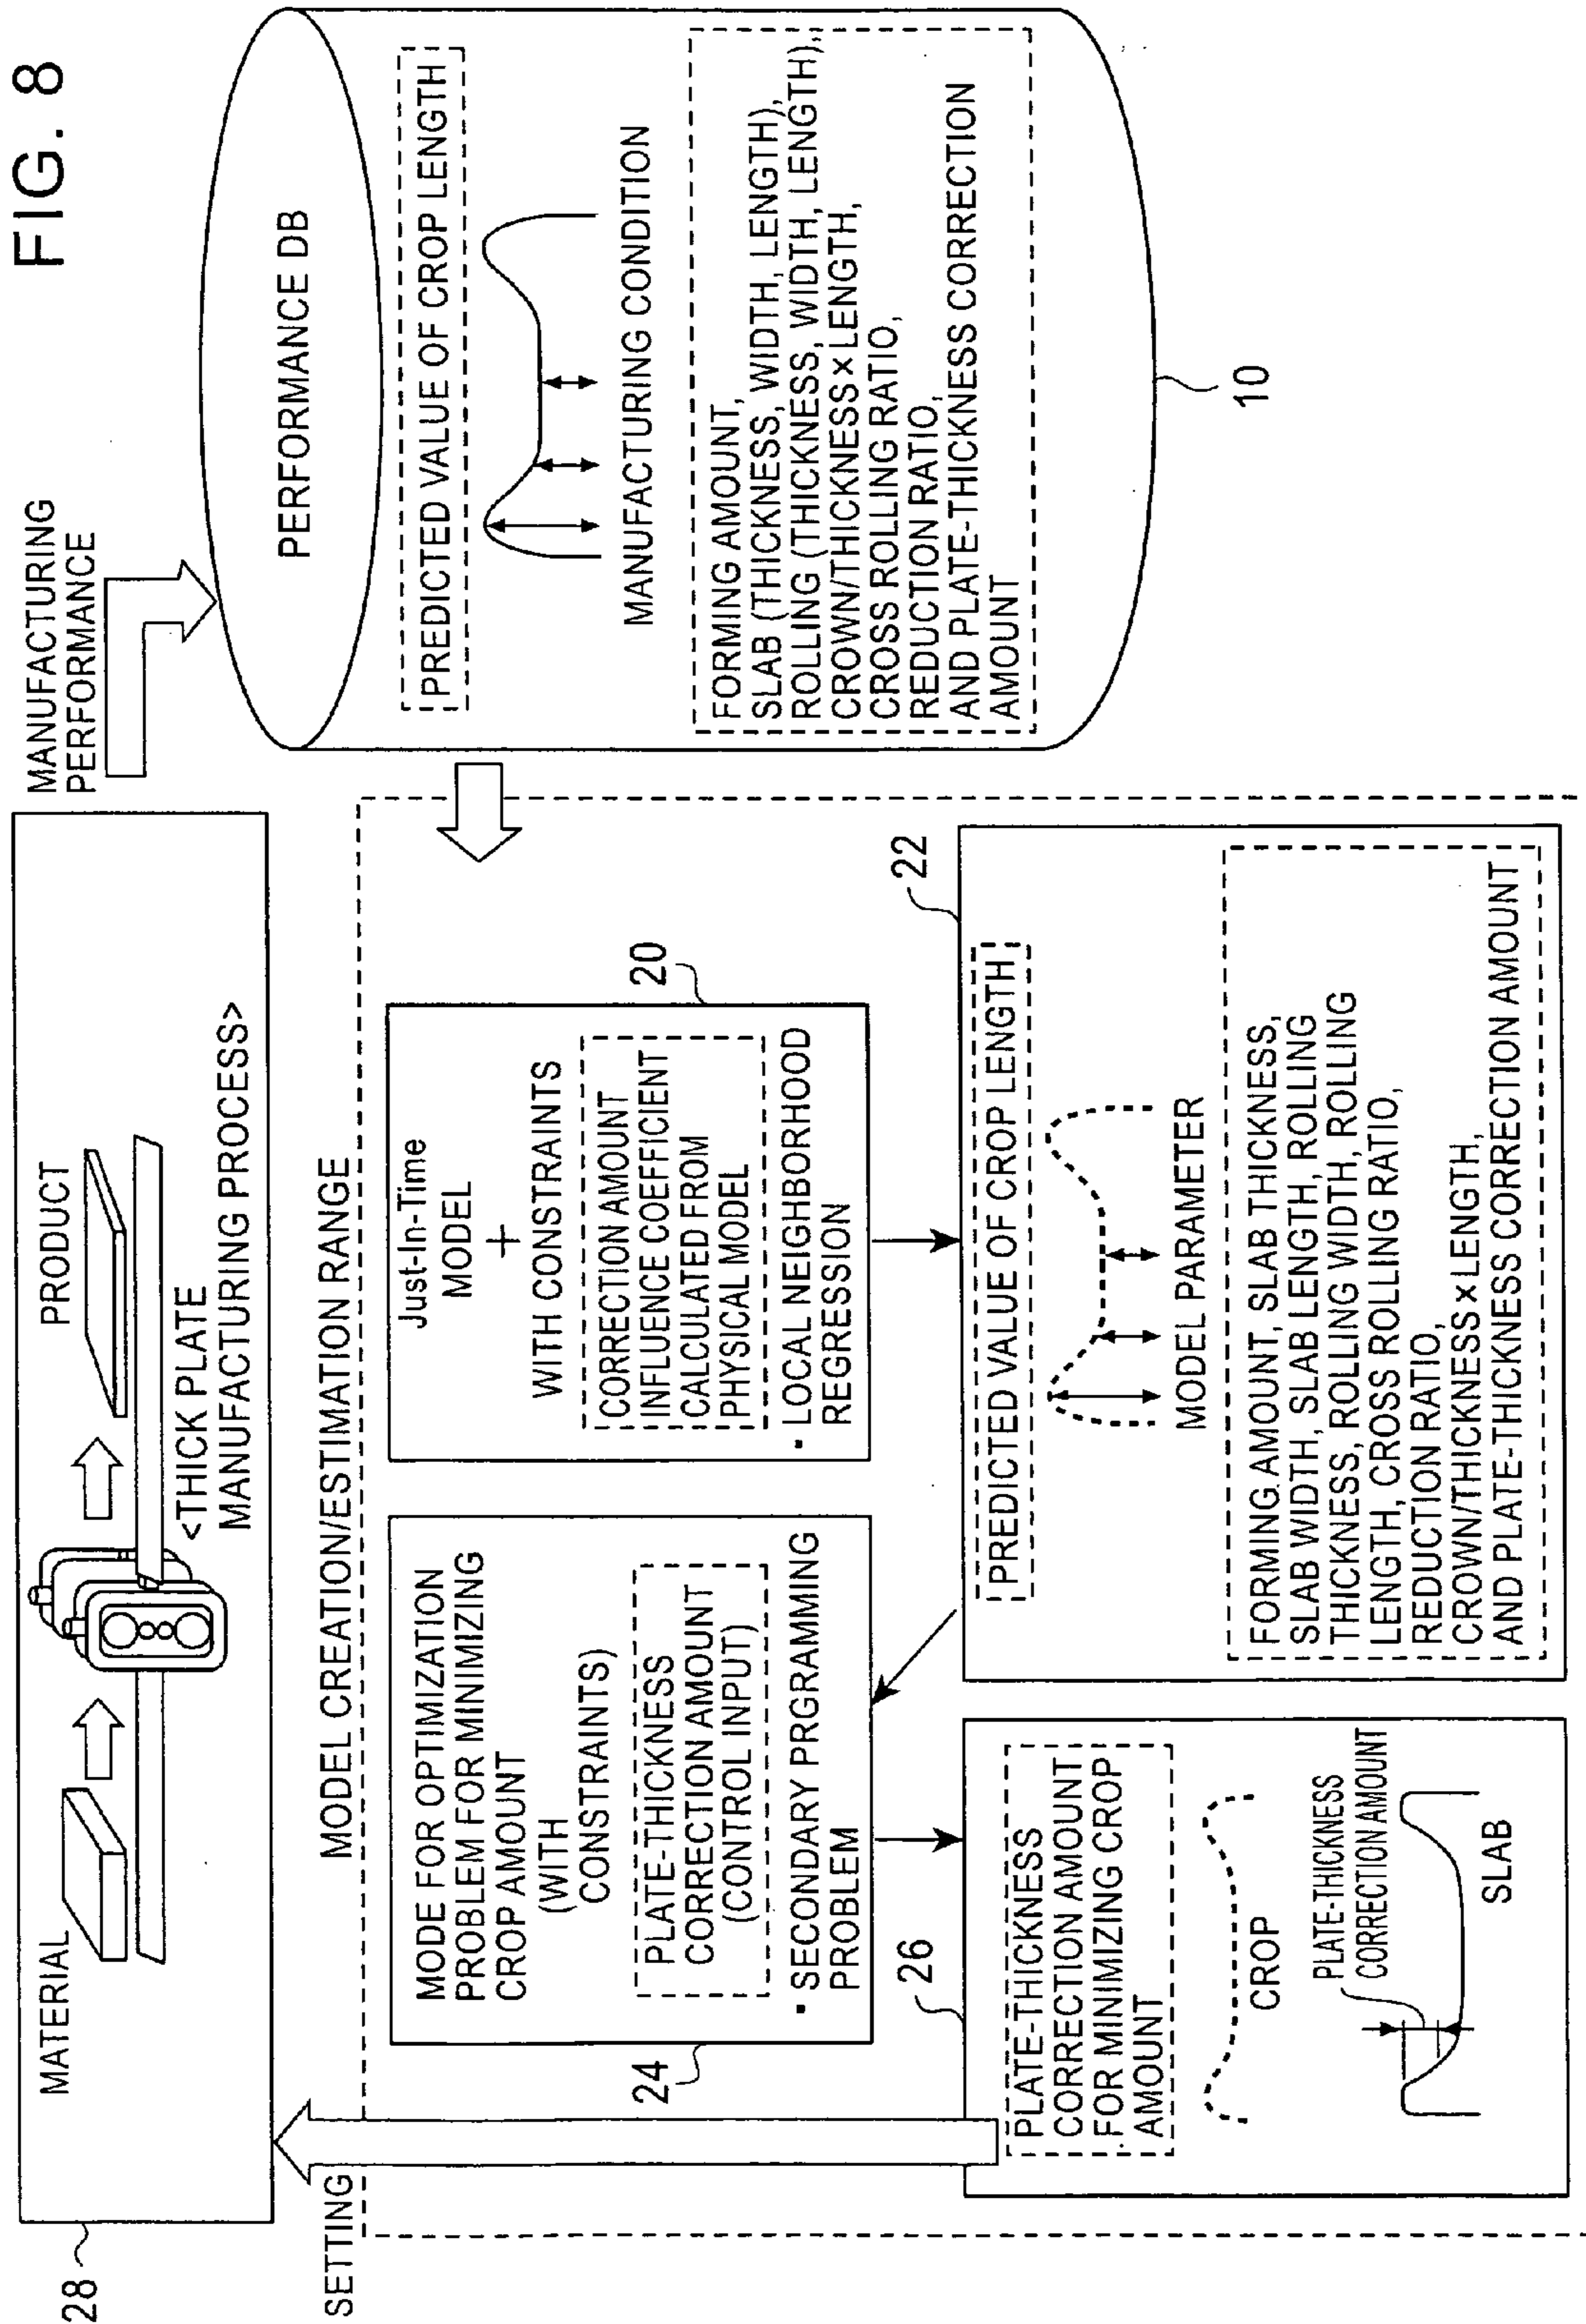 FIG. 8
28
MATERIAL
PRODUCT
<THICK PLATE
MANUFACTURING PROCESS>
MANUFACTURING
PERFORMANCE
SETTING
MODEL CREATION/ESTIMATION RANGE
PERFORMANCE DB
PREDICTED VALUE OF CROP LENGTH
MANUFACTURING CONDITION
FORMING AMOUNT,
SLAB (THICKNESS, WIDTH, LENGTH),
ROLLING (THICKNESS, WIDTH, LENGTH),
CROWN/THICKNESS×LENGTH,
CROSS ROLLING RATIO,
REDUCTION RATIO,
AND PLATE-THICKNESS CORRECTION
AMOUNT
10
Just-In-Time
MODEL
+
WITH CONSTRAINTS
CORRECTION AMOUNT
INFLUENCE COEFFICIENT
CALCULATED FROM
PHYSICAL MODEL
• LOCAL NEIGHBORHOOD
REGRESSION
20
22
PREDICTED VALUE OF CROP LENGTH
MODEL PARAMETER
FORMING AMOUNT, SLAB THICKNESS,
SLAB WIDTH, SLAB LENGTH, ROLLING
THICKNESS, ROLLING WIDTH, ROLLING
LENGTH, CROSS ROLLING RATIO,
REDUCTION RATIO,
CROWN/THICKNESS×LENGTH,
AND PLATE-THICKNESS CORRECTION AMOUNT
MODE FOR OPTIMIZATION
PROBLEM FOR MINIMIZING
CROP AMOUNT
(WITH
CONSTRAINTS)
PLATE-THICKNESS
CORRECTION AMOUNT
(CONTROL INPUT)
• SECONDARY PRGRAMMING
PROBLEM
24
26
PLATE-THICKNESS
CORRECTION AMOUNT
FOR MINIMIZING CROP
AMOUNT
CROP
PLATE-THICKNESS
CORRECTION AMOUNT
SLAB